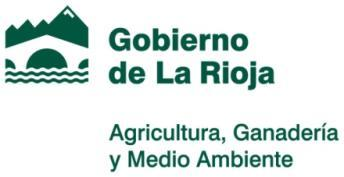 Gobierno
de La Rioja
Agricultura, Ganadería
y Medio Ambiente